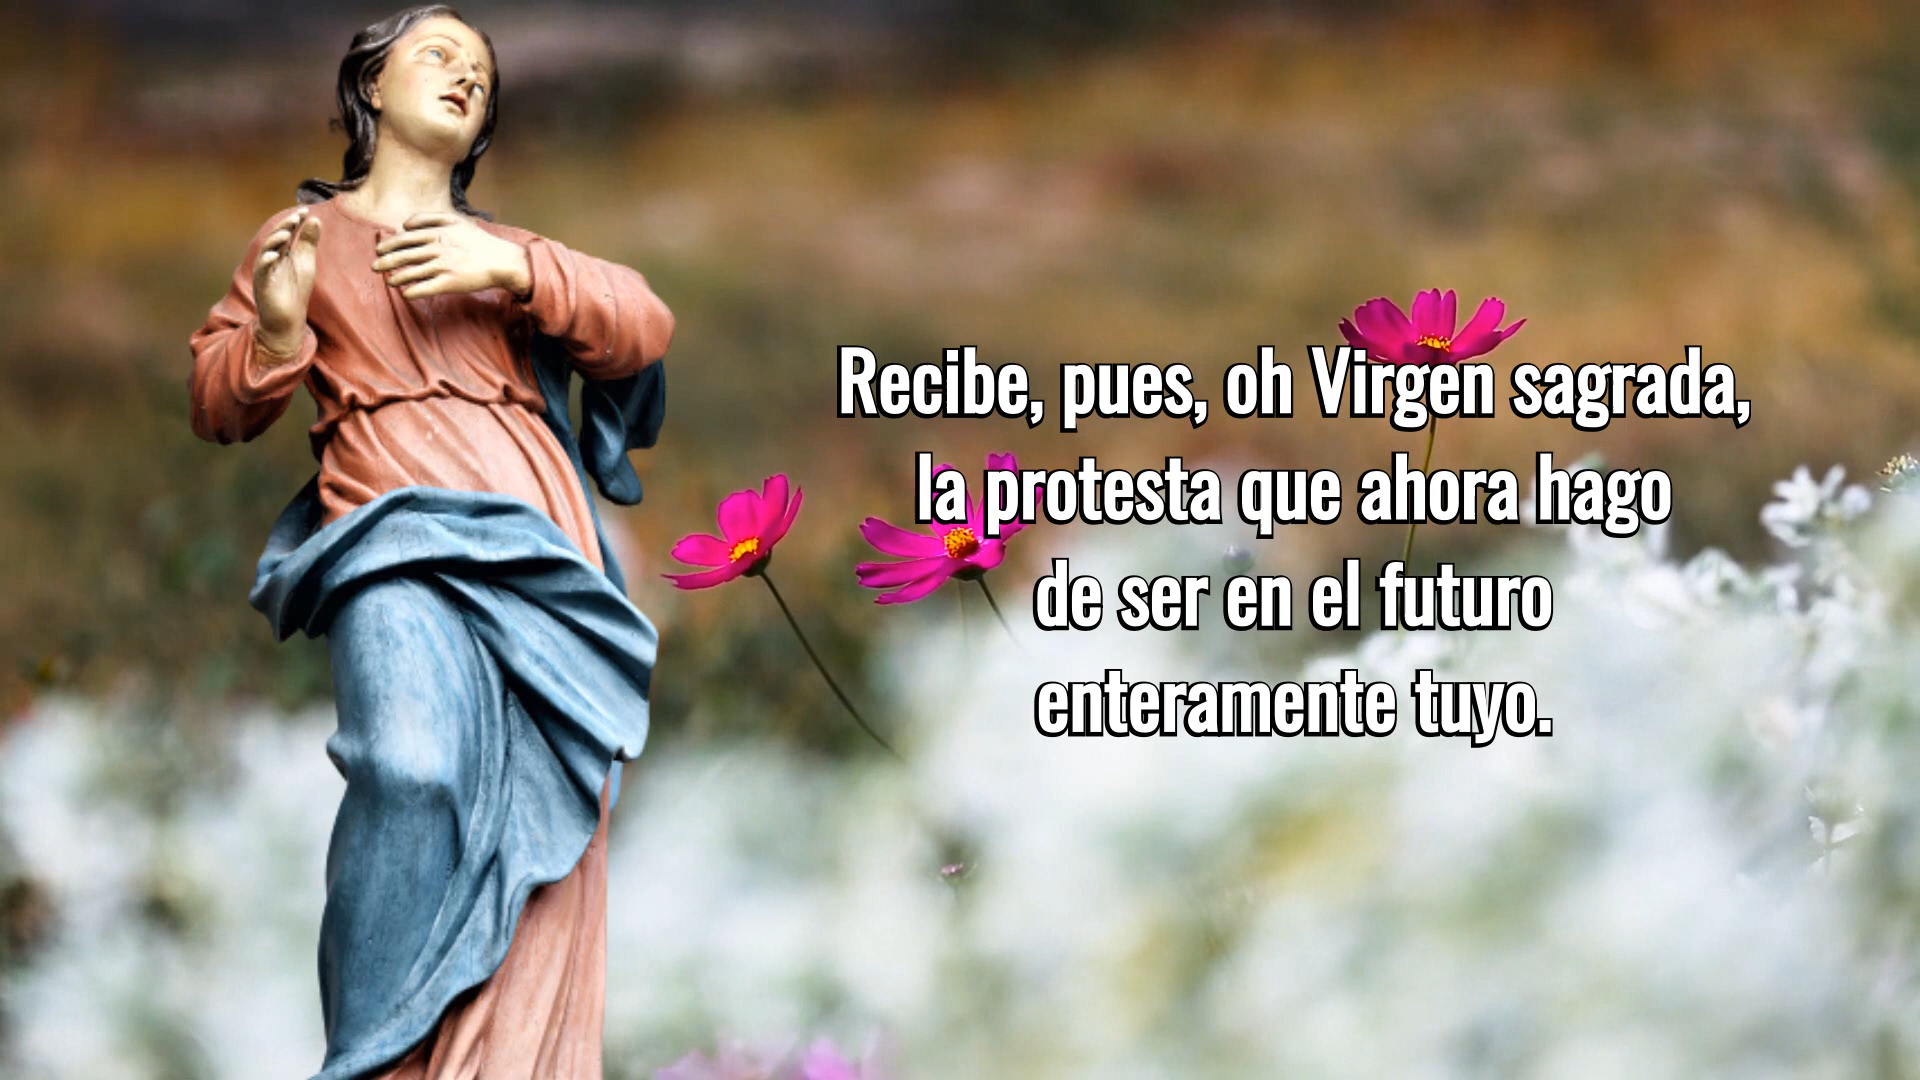 Recibe, pues, oh Virgen sagrada,
la protesta que ahora hago
de ser en el futuro
enteramente tuyo.